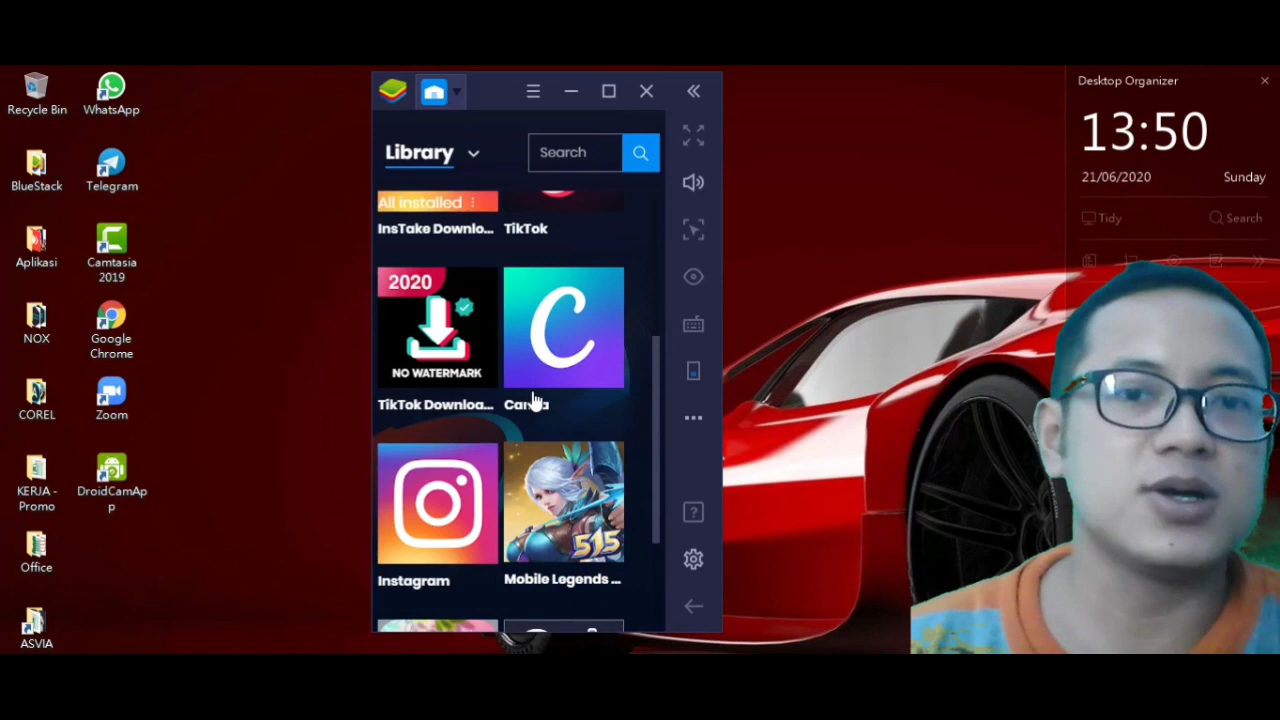 Recycle Bin
WhatsApp
BlueStack
Telegram
Aplikasi
Camtasia
2019
NOX
Google
Chrome
COREL
Zoom
KERJA -
Promo
DroidCamAp
p
Office
ASVIA
Library
Search
All installed
InsTake Downlo...
TikTok
2020
NO WATERMARK
C
TikTok Downloa...
Canva
Instagram
515
Mobile Legends ...
Desktop Organizer
13:50
21/06/2020
Sunday
Tidy
Search